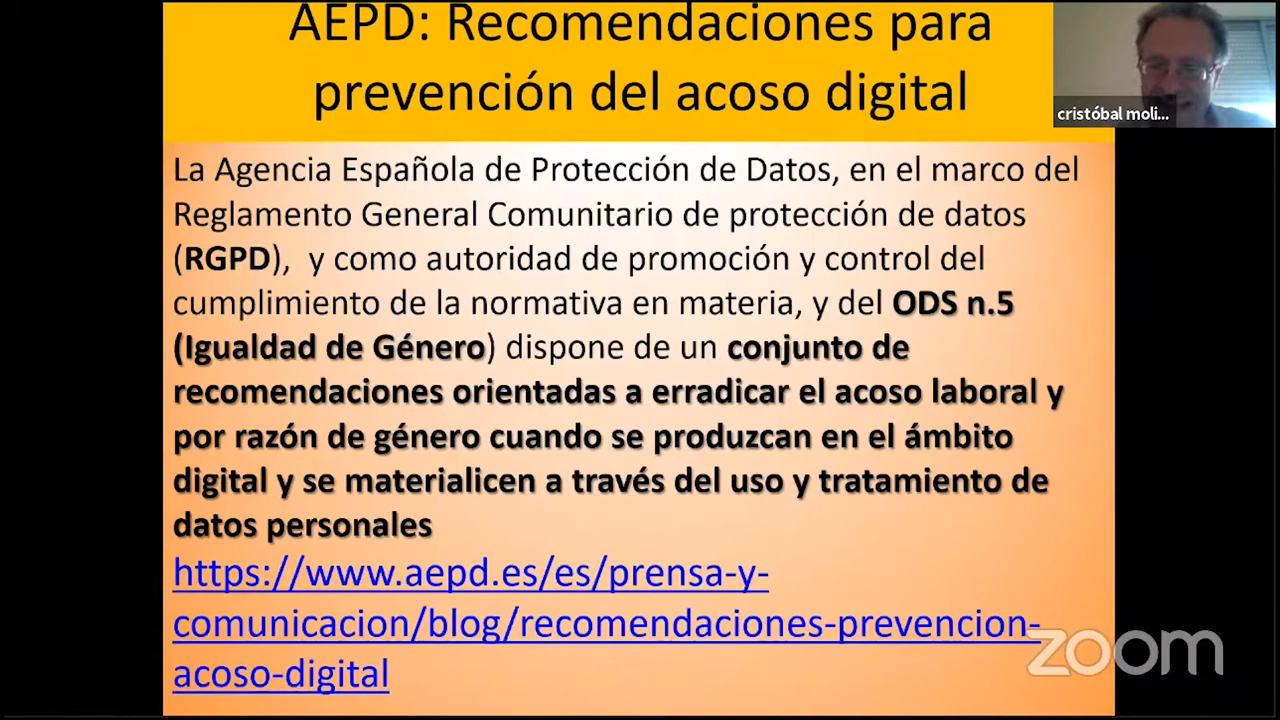 AEPD: Recomendaciones para
prevención del acoso digital
cristóbal moli...
La Agencia Española de Protección de Datos, en el marco del
Reglamento General Comunitario de protección de datos
(RGPD),  y como autoridad de promoción y control del
cumplimiento de la normativa en materia, y del ODS n.5
(Igualdad de Género) dispone de un conjunto de
recomendaciones orientadas a erradicar el acoso laboral y
por razón de género cuando se produzcan en el ámbito
digital y se materialicen a través del uso y tratamiento de
datos personales
https://www.aepd.es/es/prensa-y-
comunicacion/blog/recomendaciones-prevencion-
acoso-digital
zoom